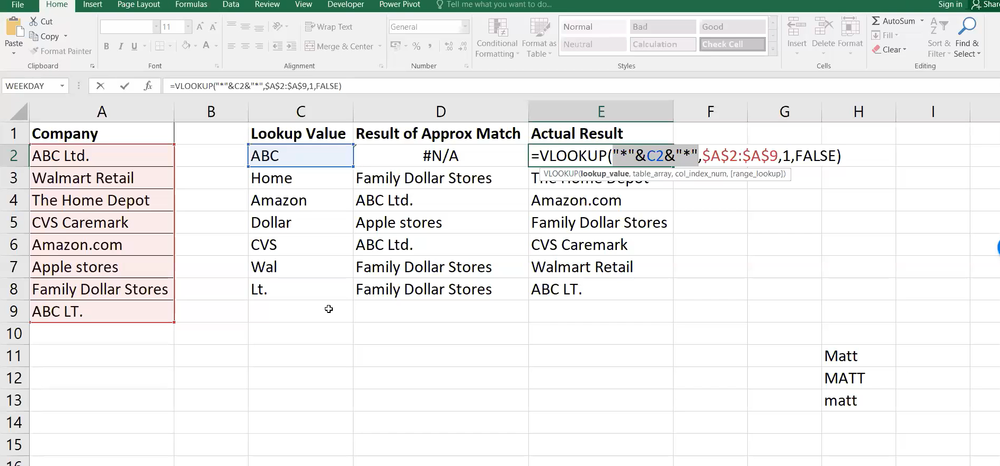 File Home Insert Page Layout Formulas Data Review View Developer Power Pivot Tell me what you want to do... Sign in Share
Paste
Cut
Copy
Format Painter
Clipboard
11 A A
B I U A
Font
Wrap Text
Merge & Center
Alignment
General
% ,
Number
Conditional Formatting
Format as Table
Normal Bad Good
Neutral Calculation Check Cell
Styles
Insert Delete Format
Cells
AutoSum
Fill
Clear
Sort & Filter
Find & Select
Editing
WEEKDAY fx =VLOOKUP("*"&C2&"*",$A$2:$A$9,1,FALSE)
A B C D E F G H I
1 Company Lookup Value Result of Approx Match Actual Result
2 ABC Ltd. ABC #N/A =VLOOKUP("*"&C2&"*",$A$2:$A$9,1,FALSE)
VLOOKUP(lookup_value, table_array, col_index_num, [range_lookup])
3 Walmart Retail Home Family Dollar Stores The Home Depot
4 The Home Depot Amazon ABC Ltd. Amazon.com
5 CVS Caremark Dollar Apple stores Family Dollar Stores
6 Amazon.com CVS ABC Ltd. CVS Caremark
7 Apple stores Wal Family Dollar Stores Walmart Retail
8 Family Dollar Stores Lt. Family Dollar Stores ABC LT.
9 ABC LT.
10
11 Matt
12 MATT
13 matt
14
15
16